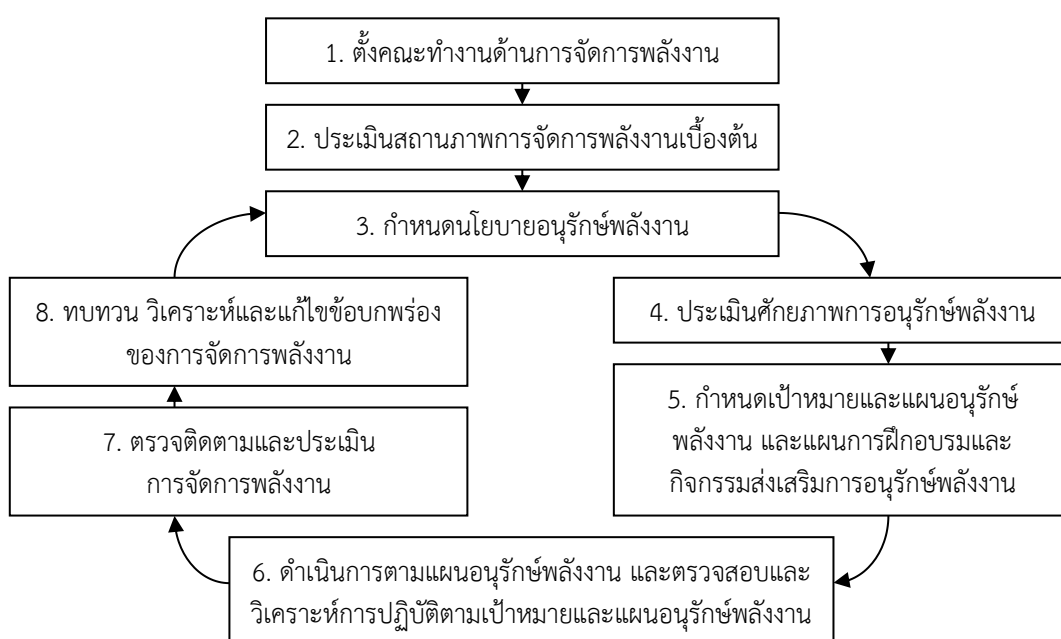 1. ตั้งคณะทำงานด้านการจัดการพลังงาน
2. ประเมินสถานภาพการจัดการพลังงานเบื้องต้น
3. กำหนดนโยบายอนุรักษ์พลังงาน
4. ประเมินศักยภาพการอนุรักษ์พลังงาน
5. กำหนดเป้าหมายและแผนอนุรักษ์
พลังงาน และแผนการฝึกอบรมและ
กิจกรรมส่งเสริมการอนุรักษ์พลังงาน
6. ดำเนินการตามแผนอนุรักษ์พลังงาน และตรวจสอบและ
วิเคราะห์การปฏิบัติตามเป้าหมายและแผนอนุรักษ์พลังงาน
7. ตรวจติดตามและประเมิน
การจัดการพลังงาน
8. ทบทวน วิเคราะห์และแก้ไขข้อบกพร่อง
ของการจัดการพลังงาน